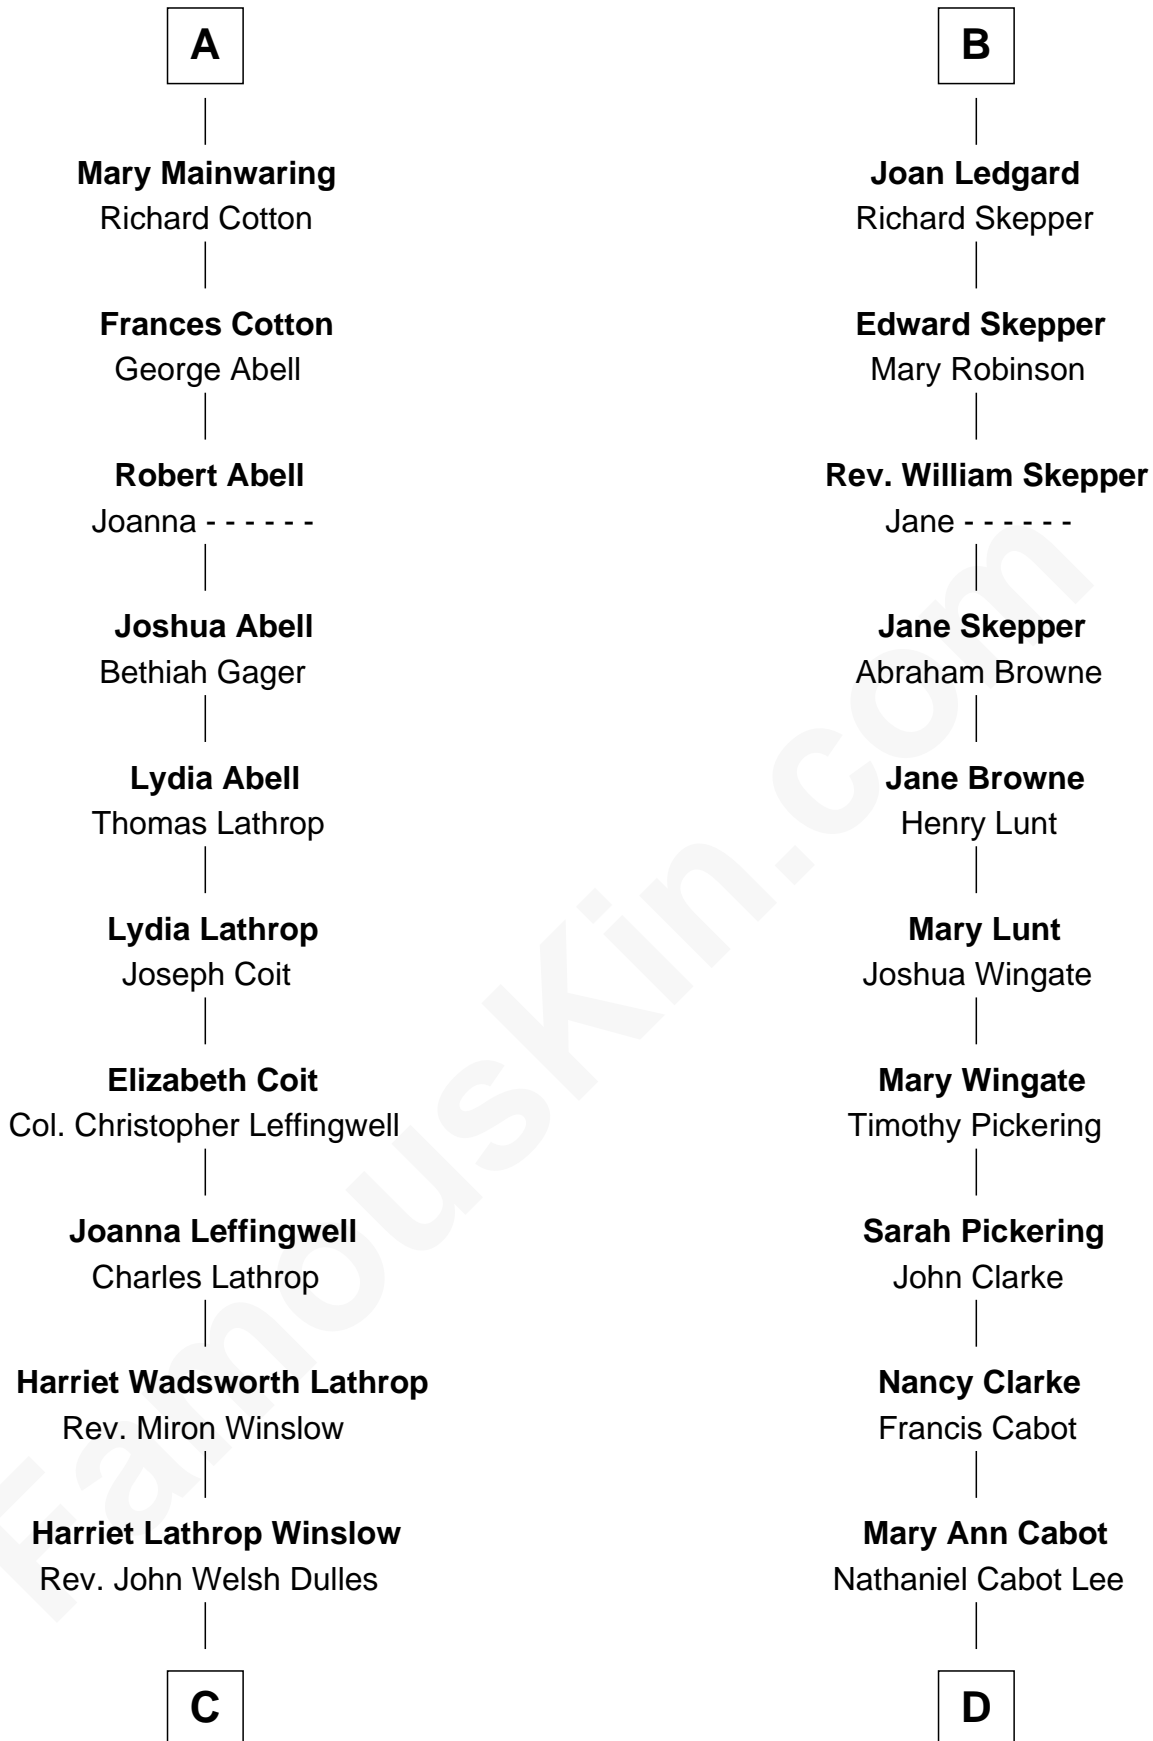 A
Mary Mainwaring
Richard Cotton
Frances Cotton
George Abell
Robert Abell
Joanna - - - - - -
Joshua Abell
Bethiah Gager
Lydia Abell
Thomas Lathrop
Lydia Lathrop
Joseph Coit
Elizabeth Coit
Col. Christopher Leffingwell
Joanna Leffingwell
Charles Lathrop
Harriet Wadsworth Lathrop
Rev. Miron Winslow
Harriet Lathrop Winslow
Rev. John Welsh Dulles
C
B
Joan Ledgard
Richard Skepper
Edward Skepper
Mary Robinson
Rev. William Skepper
Jane - - - - - -
Jane Skepper
Abraham Browne
Jane Browne
Henry Lunt
Mary Lunt
Joshua Wingate
Mary Wingate
Timothy Pickering
Sarah Pickering
John Clarke
Nancy Clarke
Francis Cabot
Mary Ann Cabot
Nathaniel Cabot Lee
D
FamousKin.com